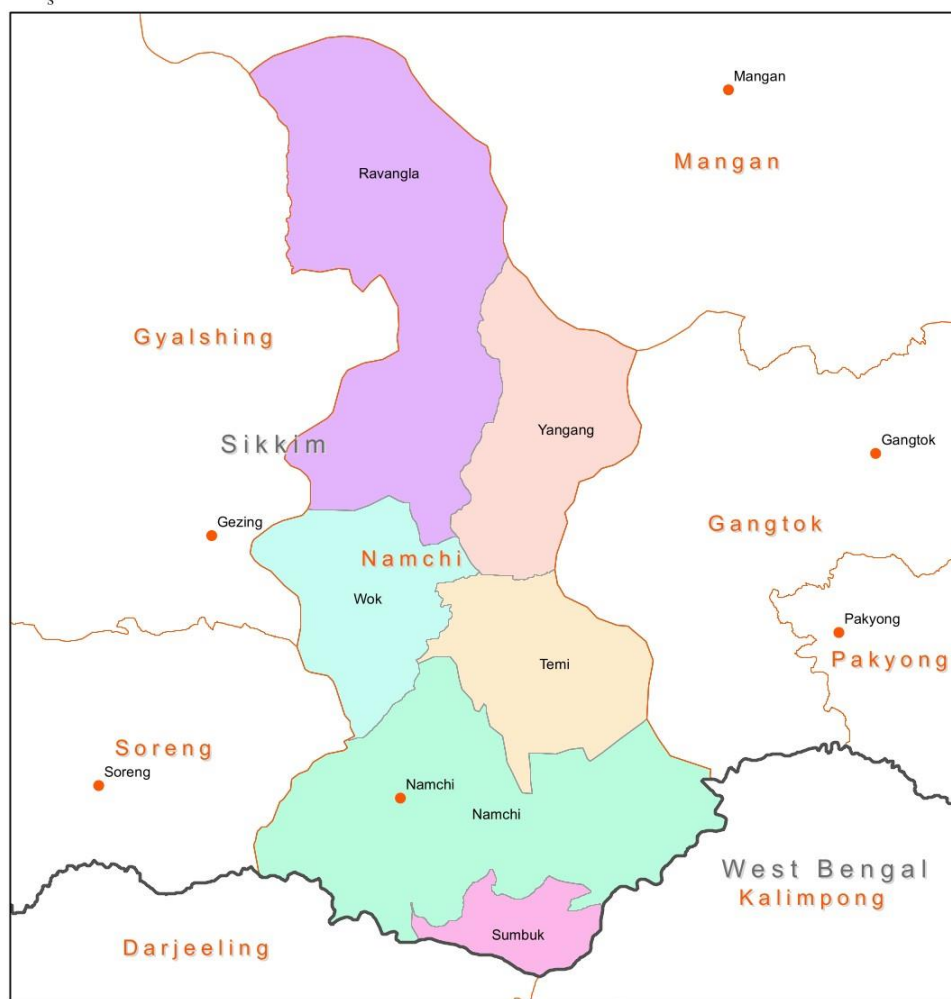 s
Mangan
Mangan
Ravangla
Gyalshing
Sikkim
Yangang
Gangtok
Gangtok
Gezing
Namchi
Wok
Pakyong
Pakyong
Temi
Soreng
Soreng
Namchi
Namchi
West Bengal
Kalimpong
Darjeeling
Sumbuk